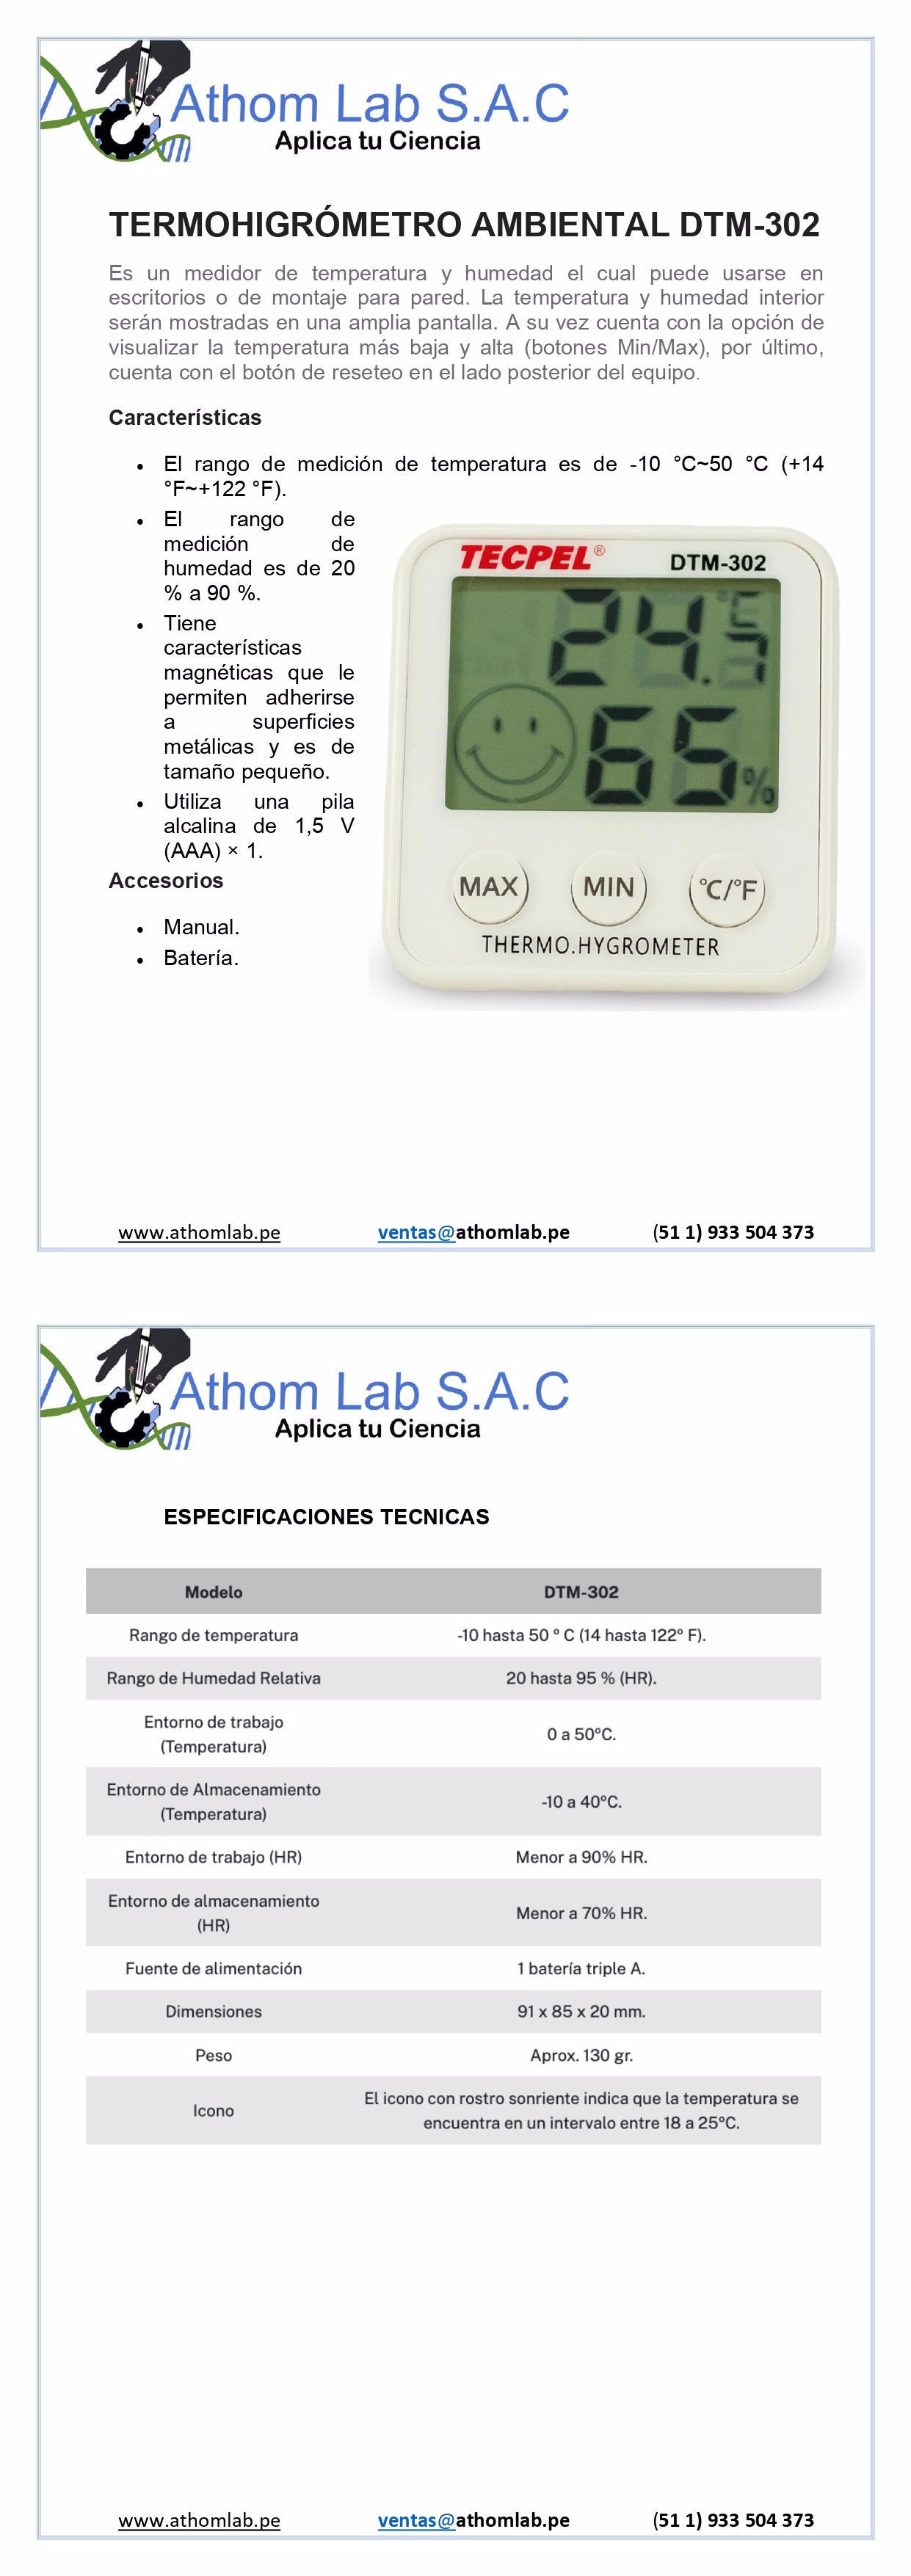 Athom Lab S.A.C
Aplica tu Ciencia
TERMOHIGRÓMETRO AMBIENTAL DTM-302
Es un medidor de temperatura y humedad el cual puede usarse en
escritorios o de montaje para pared. La temperatura y humedad interior
serán mostradas en una amplia pantalla. A su vez cuenta con la opción de
visualizar la temperatura más baja y alta (botones Min/Max), por último,
cuenta con el botón de reseteo en el lado posterior del equipo.
Características
• El rango de medición de temperatura es de -10 °C~50 °C (+14
°F~+122 °F).
• El rango de
medición de
humedad es de 20
% a 90 %.
• Tiene
características
magnéticas que le
permiten adherirse
a superficies
metálicas y es de
tamaño pequeño.
• Utiliza una pila
alcalina de 1,5 V
(AAA) × 1.
Accesorios
• Manual.
• Batería.
TECPEL®
DTM-302
°C
24.
65%
MAX MIN °C/°F
THERMO.HYGROMETER
www.athomlab.pe ventas@athomlab.pe (51 1) 933 504 373
Athom Lab S.A.C
Aplica tu Ciencia
ESPECIFICACIONES TECNICAS
Modelo DTM-302
Rango de temperatura -10 hasta 50 º C (14 hasta 122º F).
Rango de Humedad Relativa 20 hasta 95 % (HR).
Entorno de trabajo
(Temperatura) 0 a 50ºC.
Entorno de Almacenamiento
(Temperatura) -10 a 40ºC.
Entorno de trabajo (HR) Menor a 90% HR.
Entorno de almacenamiento
(HR) Menor a 70% HR.
Fuente de alimentación 1 batería triple A.
Dimensiones 91 x 85 x 20 mm.
Peso Aprox. 130 gr.
Icono El icono con rostro sonriente indica que la temperatura se
encuentra en un intervalo entre 18 a 25ºC.
www.athomlab.pe ventas@athomlab.pe (51 1) 933 504 373